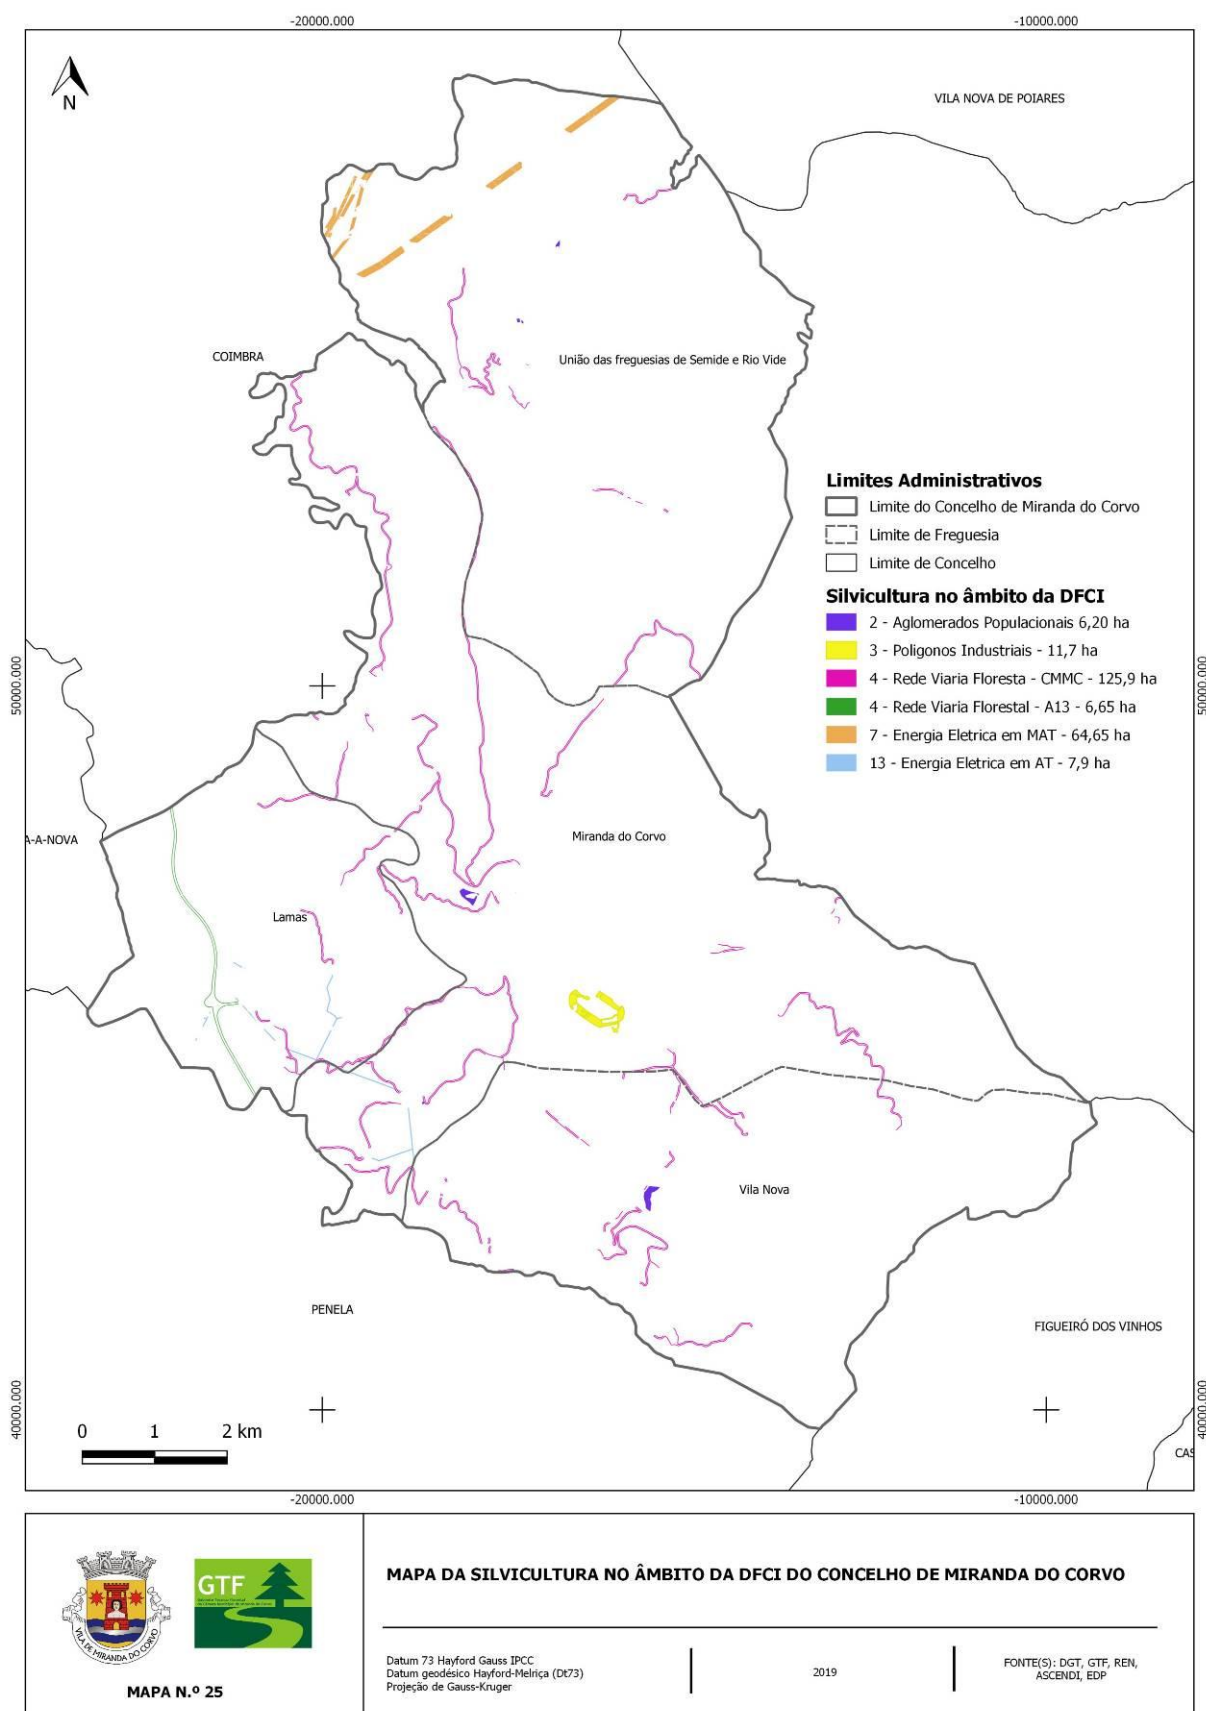 -20000.000
-10000.000
N
VILA NOVA DE POIARES
COIMBRA
União das freguesias de Semide e Rio Vide
Limites Administrativos
Limite do Concelho de Miranda do Corvo
Limite de Freguesia
Limite de Concelho
Silvicultura no âmbito da DFCI
2 - Aglomerados Populacionais 6,20 ha
3 - Poligonos Industriais - 11,7 ha
4 - Rede Viaria Floresta - CMMC - 125,9 ha
4 - Rede Viaria Florestal - A13 - 6,65 ha
7 - Energia Eletrica em MAT - 64,65 ha
13 - Energia Eletrica em AT - 7,9 ha
50000.000
50000.000
A-A-NOVA
Miranda do Corvo
Lamas
Vila Nova
PENELA
FIGUEIRÓ DOS VINHOS
40000.000
40000.000
0 1 2 km
CAS
-20000.000
-10000.000
GTF
VILA DE MIRANDA DO CORVO
MAPA N.º 25
MAPA DA SILVICULTURA NO ÂMBITO DA DFCI DO CONCELHO DE MIRANDA DO CORVO
Datum 73 Hayford Gauss IPCC
Datum geodésico Hayford-Melriça (Dt73)
Projeção de Gauss-Kruger
2019
FONTE(S): DGT, GTF, REN,
ASCENDI, EDP